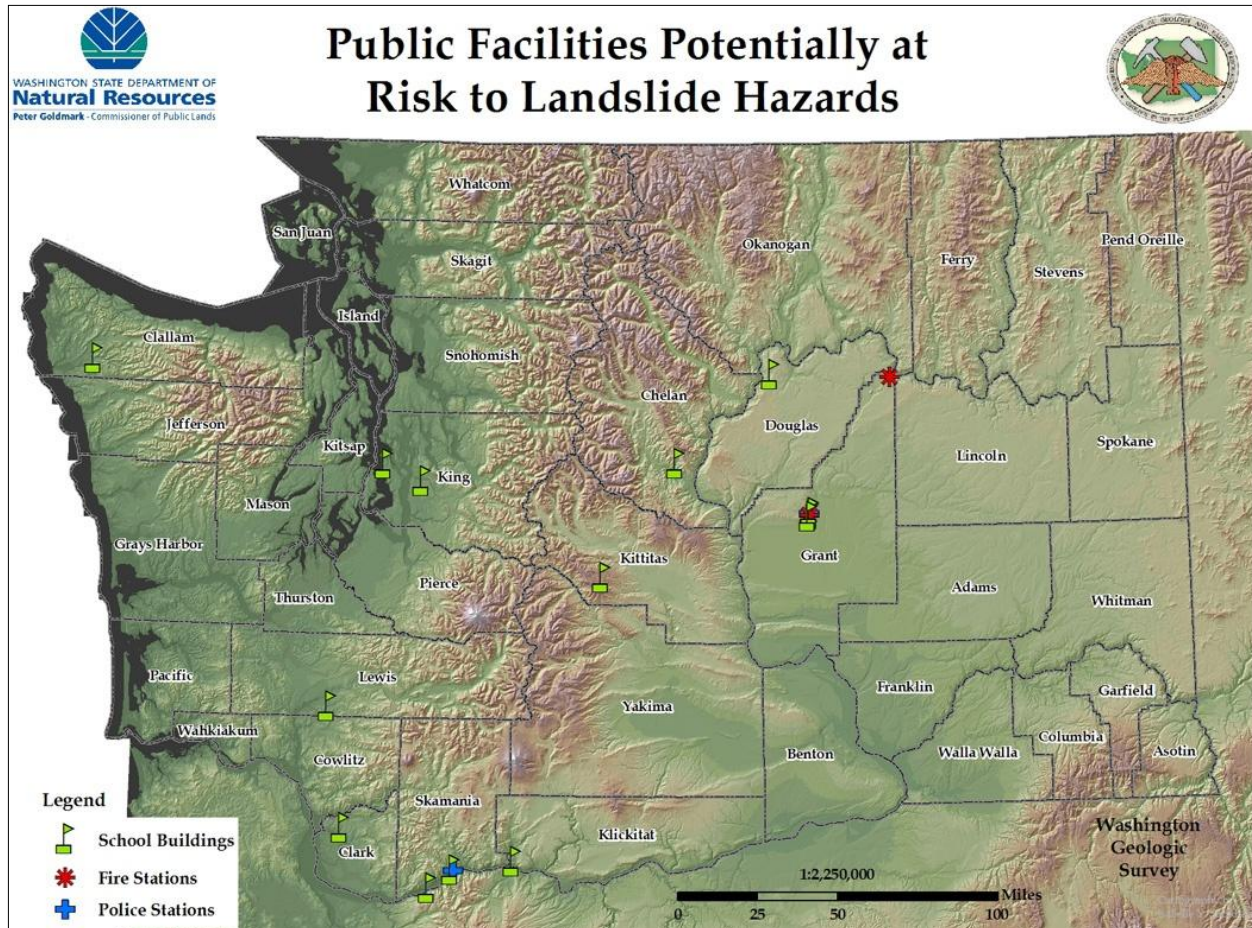 WASHINGTON STATE DEPARTMENT OF
Natural Resources
Peter Goldmark - Commissioner of Public Lands
Public Facilities Potentially at
Risk to Landslide Hazards
Whatcom
San Juan
Okanogan
Pend Oreille
Skagit
Ferry
Stevens
Island
Clallam
Snohomish
Chelan
Jefferson
Douglas
Kitsap
Spokane
King
Lincoln
Mason
Grays Harbor
Kittitas
Grant
Pierce
Adams
Thurston
Whitman
Pacific
Lewis
Franklin
Garfield
Yakima
Wahkiakum
Columbia
Walla Walla
Asotin
Benton
Cowlitz
Skamania
Klickitat
Clark
Legend
School Buildings
Fire Stations
Police Stations
Washington
Geologic
Survey
1:2,250,000
Miles
0 25 50 100